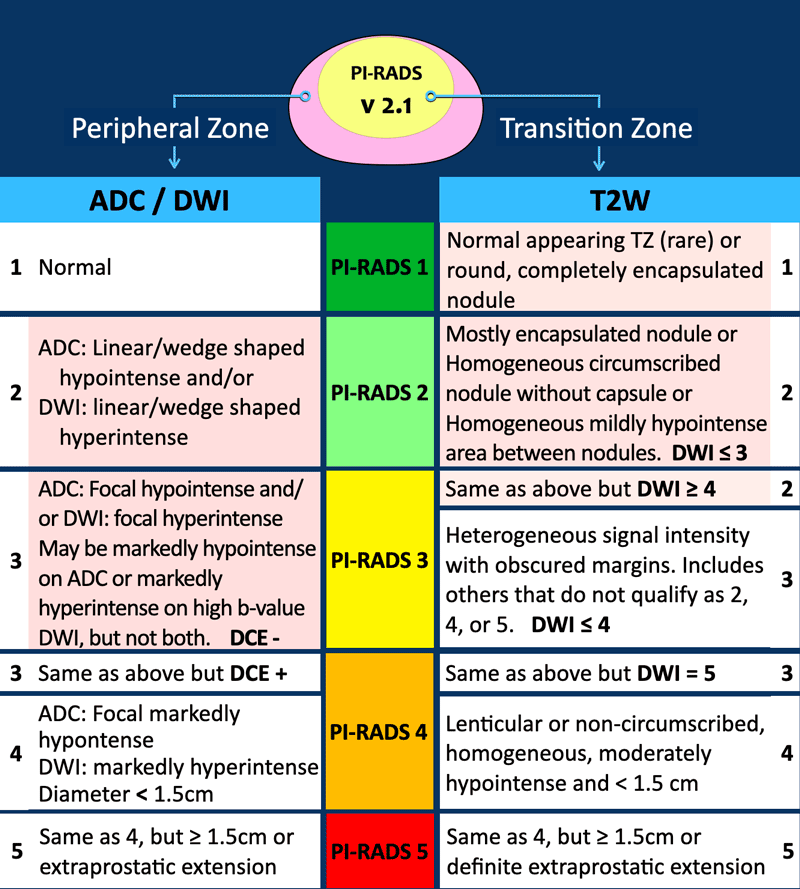 PI-RADS
v 2.1
Peripheral Zone
Transition Zone
ADC / DWI
T2W
1
Normal
PI-RADS 1
Normal appearing TZ (rare) or
round, completely encapsulated
nodule
1
2
ADC: Linear/wedge shaped
hypointense and/or
DWI: linear/wedge shaped
hyperintense
PI-RADS 2
Mostly encapsulated nodule or
Homogeneous circumscribed
nodule without capsule or
Homogeneous mildly hypointense
area between nodules. DWI ≤ 3
2
3
ADC: Focal hypointense and/
or DWI: focal hyperintense
May be markedly hypointense
on ADC or markedly
hyperintense on high b-value
DWI, but not both. DCE -
PI-RADS 3
Same as above but DWI ≥ 4
2
Heterogeneous signal intensity
with obscured margins. Includes
others that do not qualify as 2,
4, or 5. DWI ≤ 4
3
3
Same as above but DCE +
PI-RADS 4
Same as above but DWI = 5
3
4
ADC: Focal markedly
hypontense
DWI: markedly hyperintense
Diameter < 1.5cm
Lenticular or non-circumscribed,
homogeneous, moderately
hypointense and < 1.5 cm
4
5
Same as 4, but ≥ 1.5cm or
extraprostatic extension
PI-RADS 5
Same as 4, but ≥ 1.5cm or
definite extraprostatic extension
5